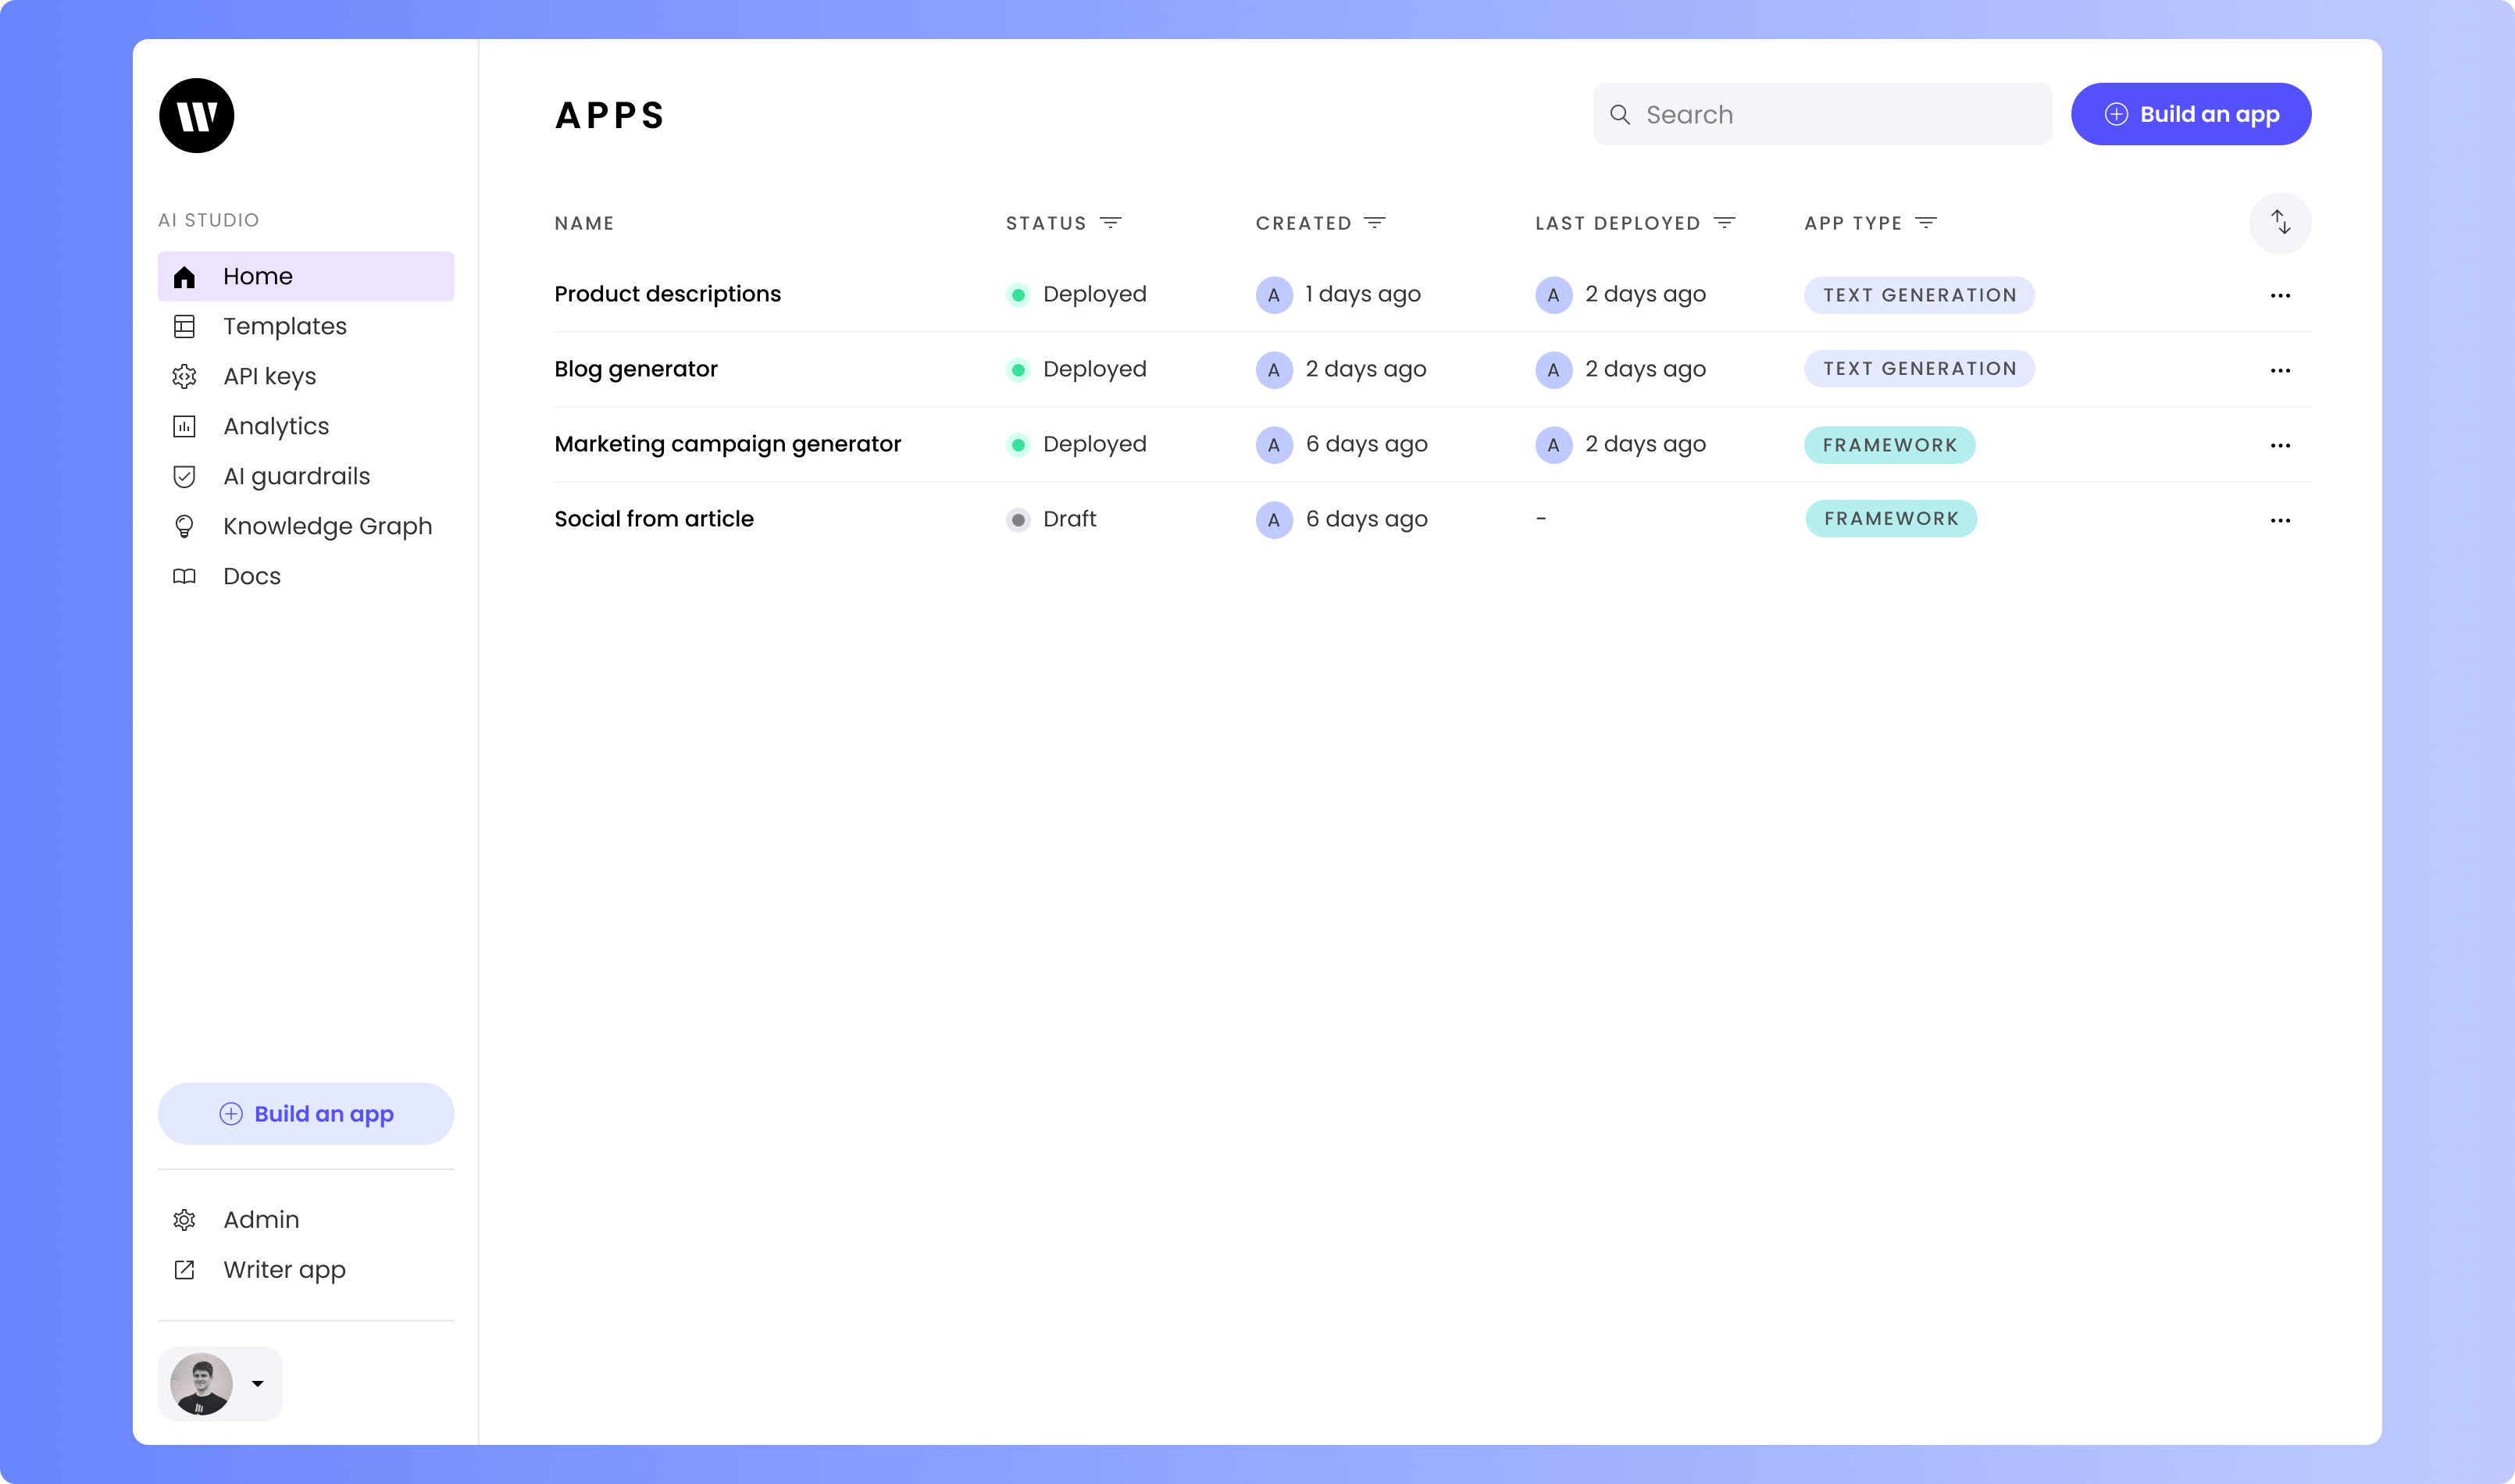 AI STUDIO
Home
Templates
API keys
Analytics
AI guardrails
Knowledge Graph
Docs
Build an app
Admin
Writer app
APPS
Search
Build an app
NAME STATUS CREATED LAST DEPLOYED APP TYPE
Product descriptions Deployed A 1 days ago A 2 days ago TEXT GENERATION
Blog generator Deployed A 2 days ago A 2 days ago TEXT GENERATION
Marketing campaign generator Deployed A 6 days ago A 2 days ago FRAMEWORK
Social from article Draft A 6 days ago - FRAMEWORK